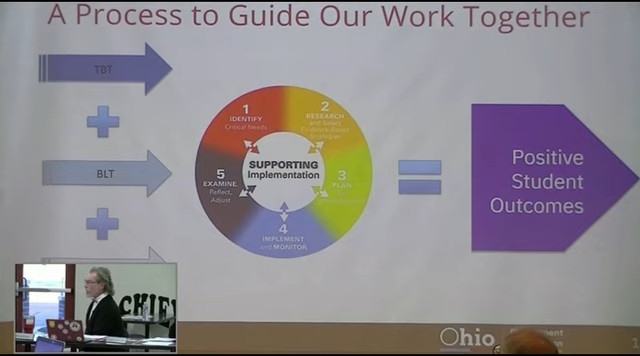 A Process to Guide Our Work Together
TBT
BLT
1
IDENTIFY
Critical Needs
2
RESEARCH
and Select
Evidence-Based
Strategies
3
PLAN
4
IMPLEMENT
and MONITOR
5
EXAMINE
Reflect,
Adjust
SUPPORTING
Implementation
Positive
Student
Outcomes
CHIEV
Ohio